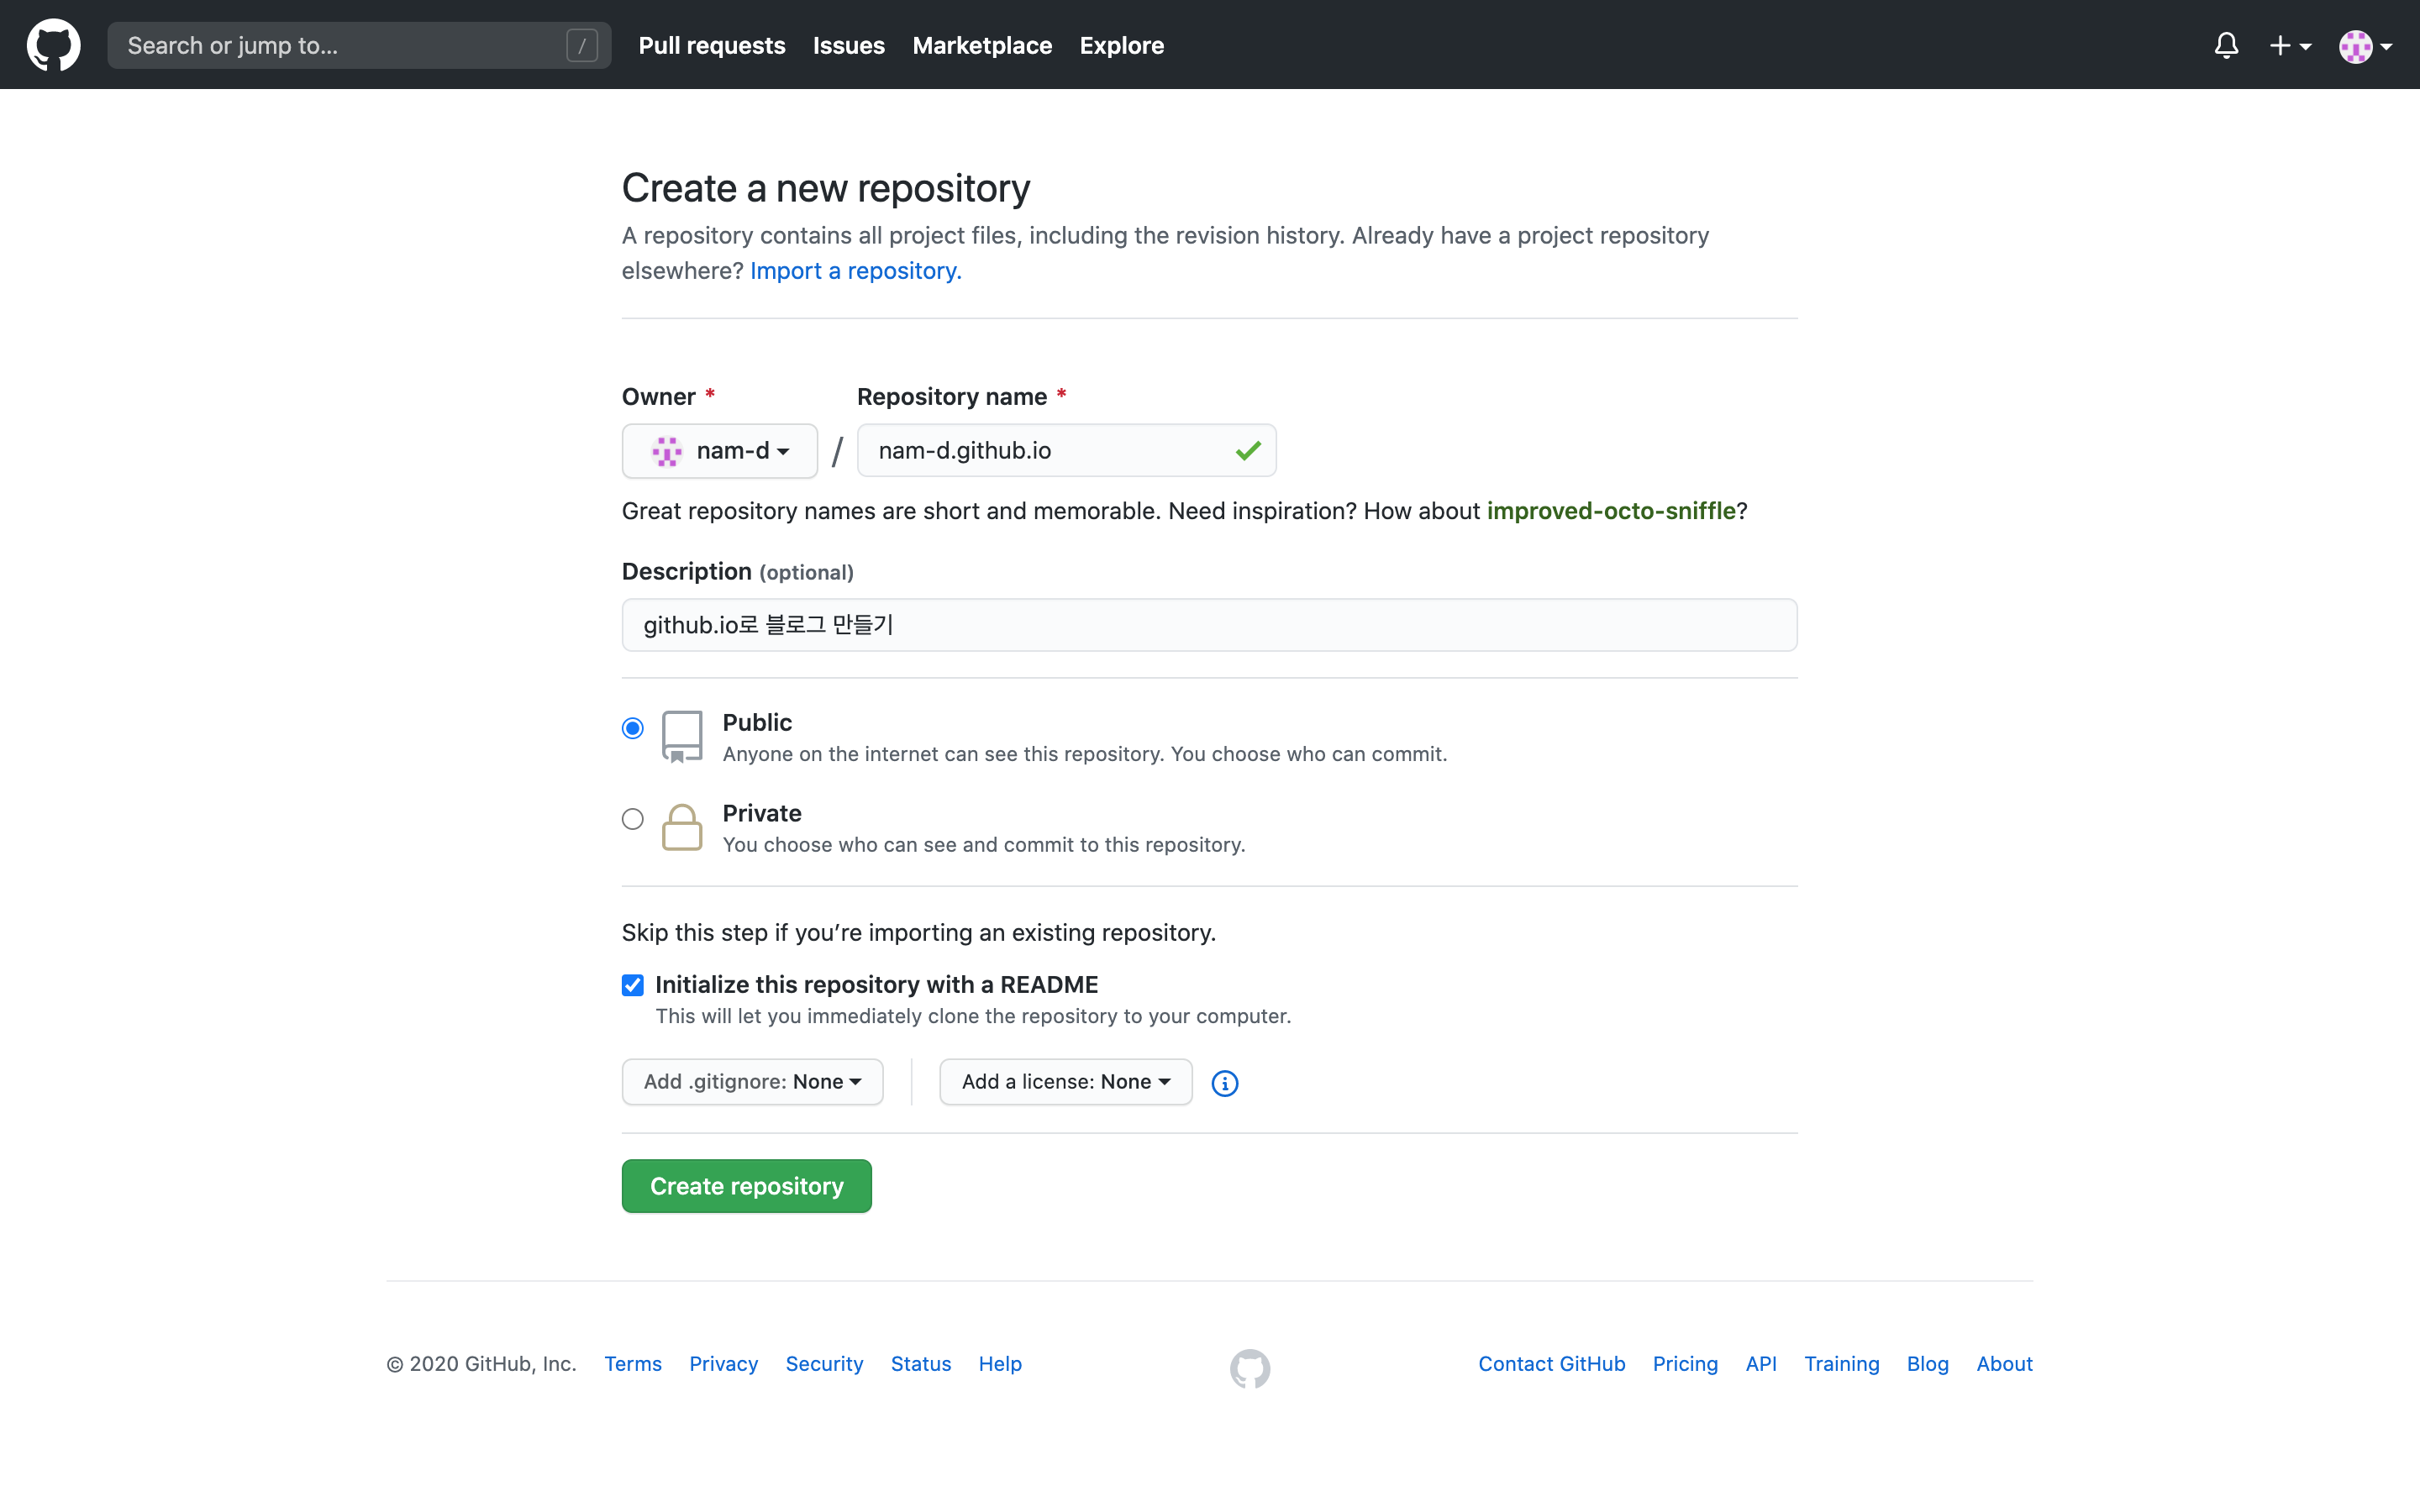 Search or jump to... /
Pull requests Issues Marketplace Explore
Create a new repository
A repository contains all project files, including the revision history. Already have a project repository
elsewhere? Import a repository.
Owner * Repository name *
nam-d / nam-d.github.io
Great repository names are short and memorable. Need inspiration? How about improved-octo-sniffle?
Description (optional)
github.io로 블로그 만들기
Public
Anyone on the internet can see this repository. You choose who can commit.
Private
You choose who can see and commit to this repository.
Skip this step if you’re importing an existing repository.
Initialize this repository with a README
This will let you immediately clone the repository to your computer.
Add .gitignore: None Add a license: None
Create repository
© 2020 GitHub, Inc. Terms Privacy Security Status Help Contact GitHub Pricing API Training Blog About